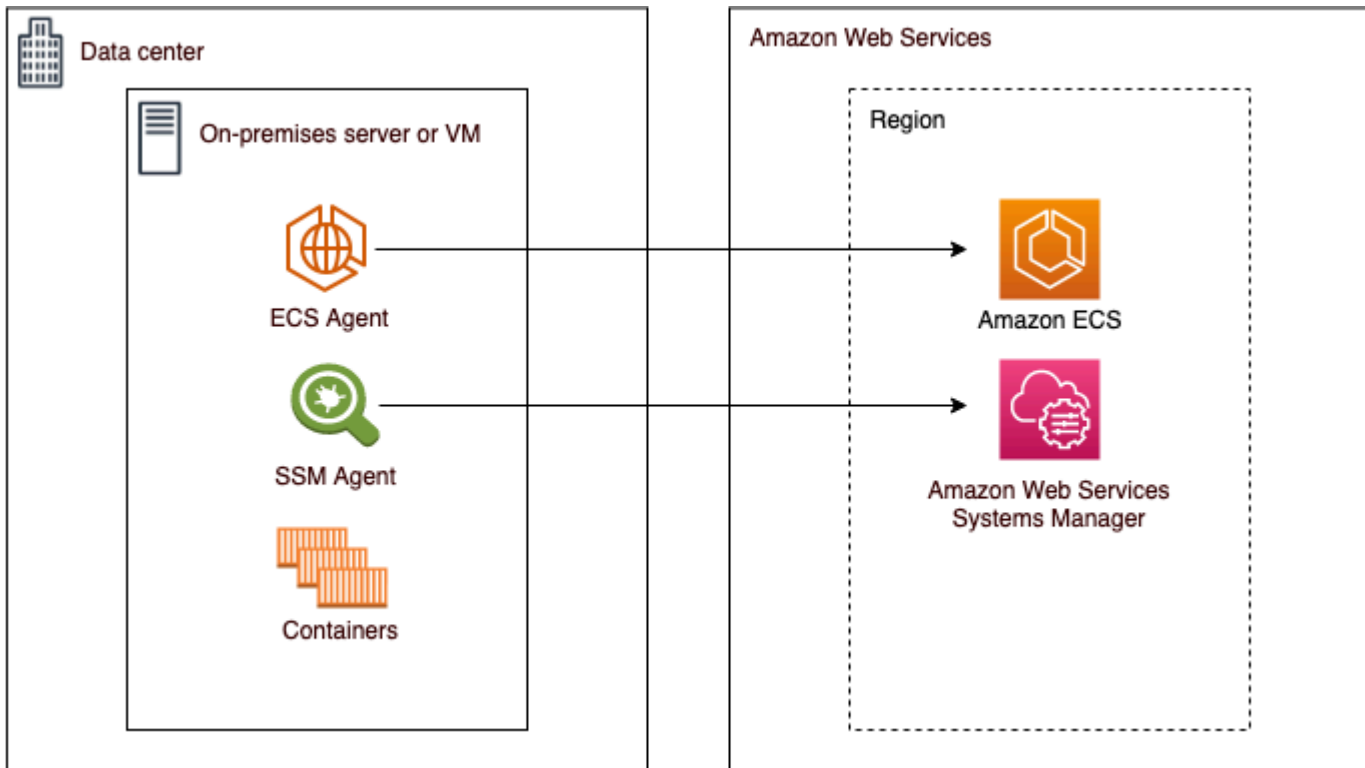 Data center
On-premises server or VM
ECS Agent
SSM Agent
Containers
Amazon Web Services
Region
Amazon ECS
Amazon Web Services
Systems Manager